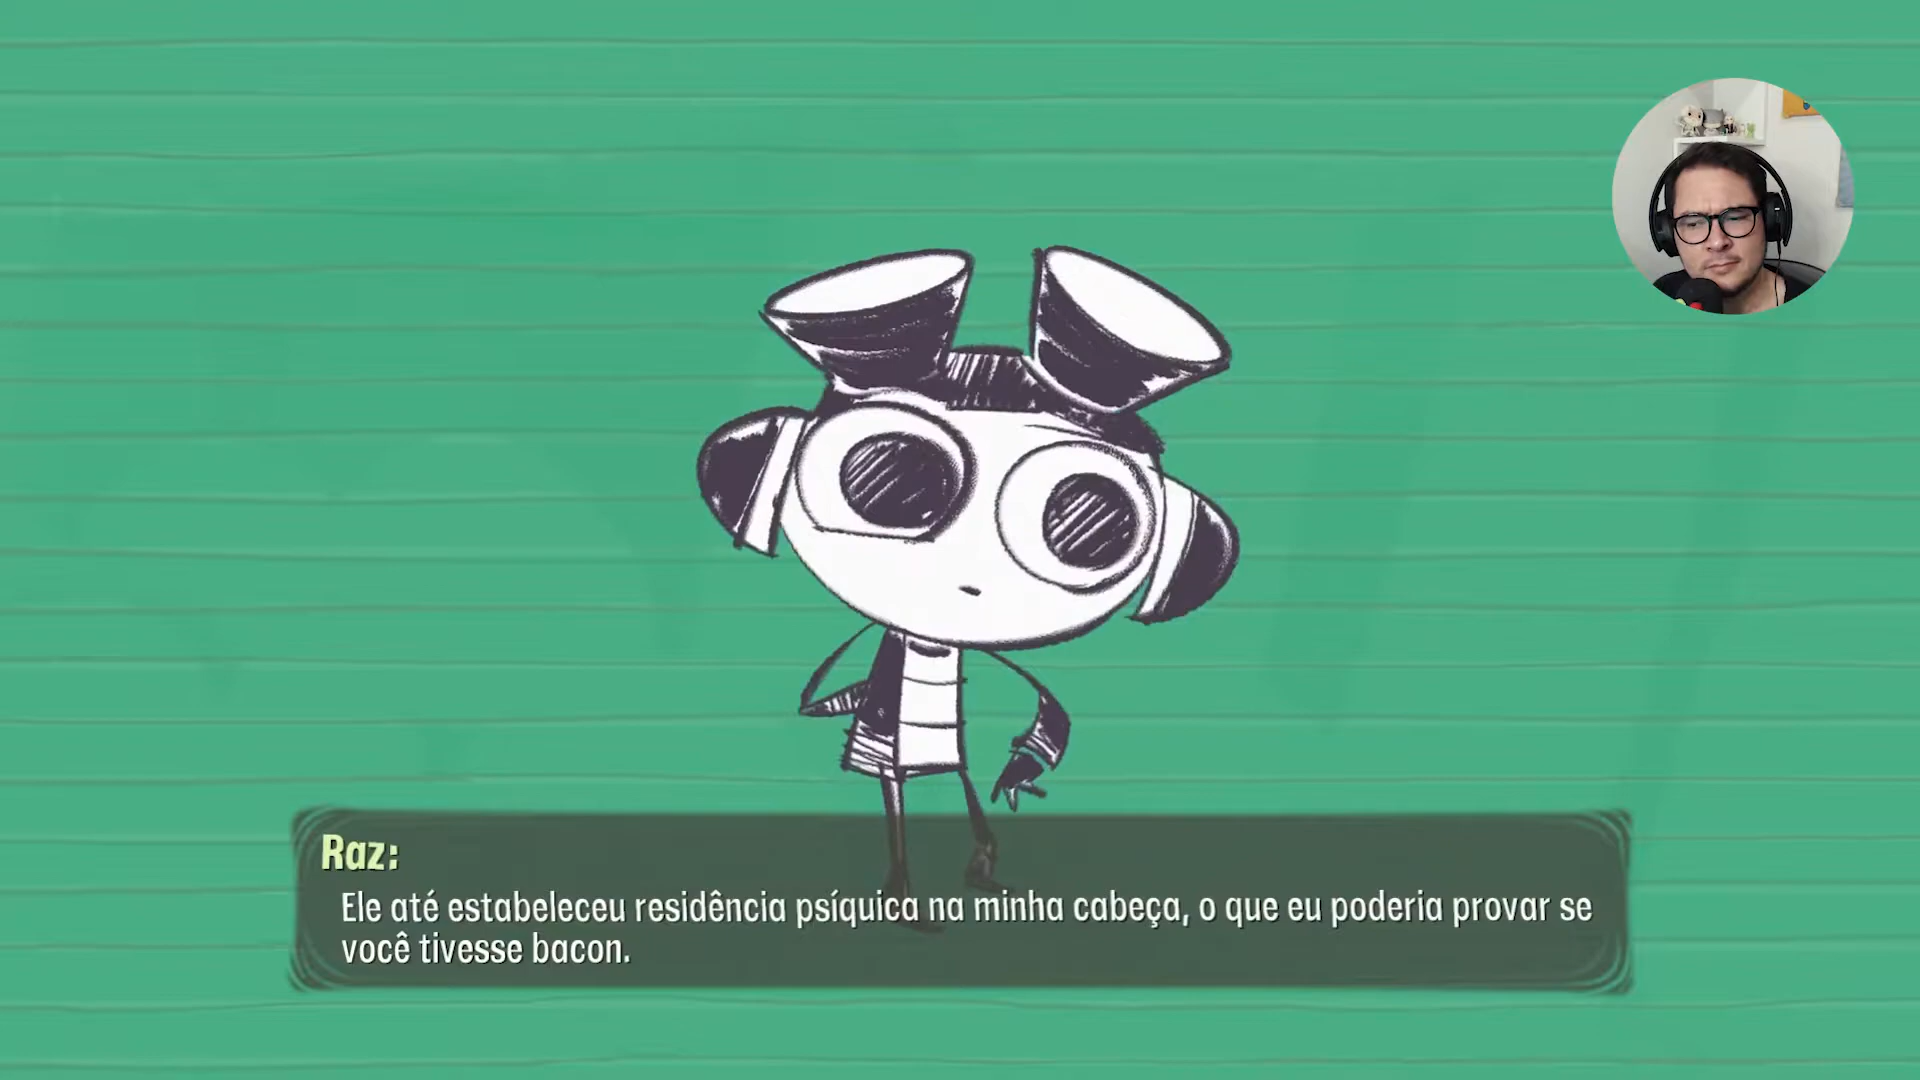 Raz:
Ele até estabeleceu residência psíquica na minha cabeça, o que eu poderia provar se
você tivesse bacon.